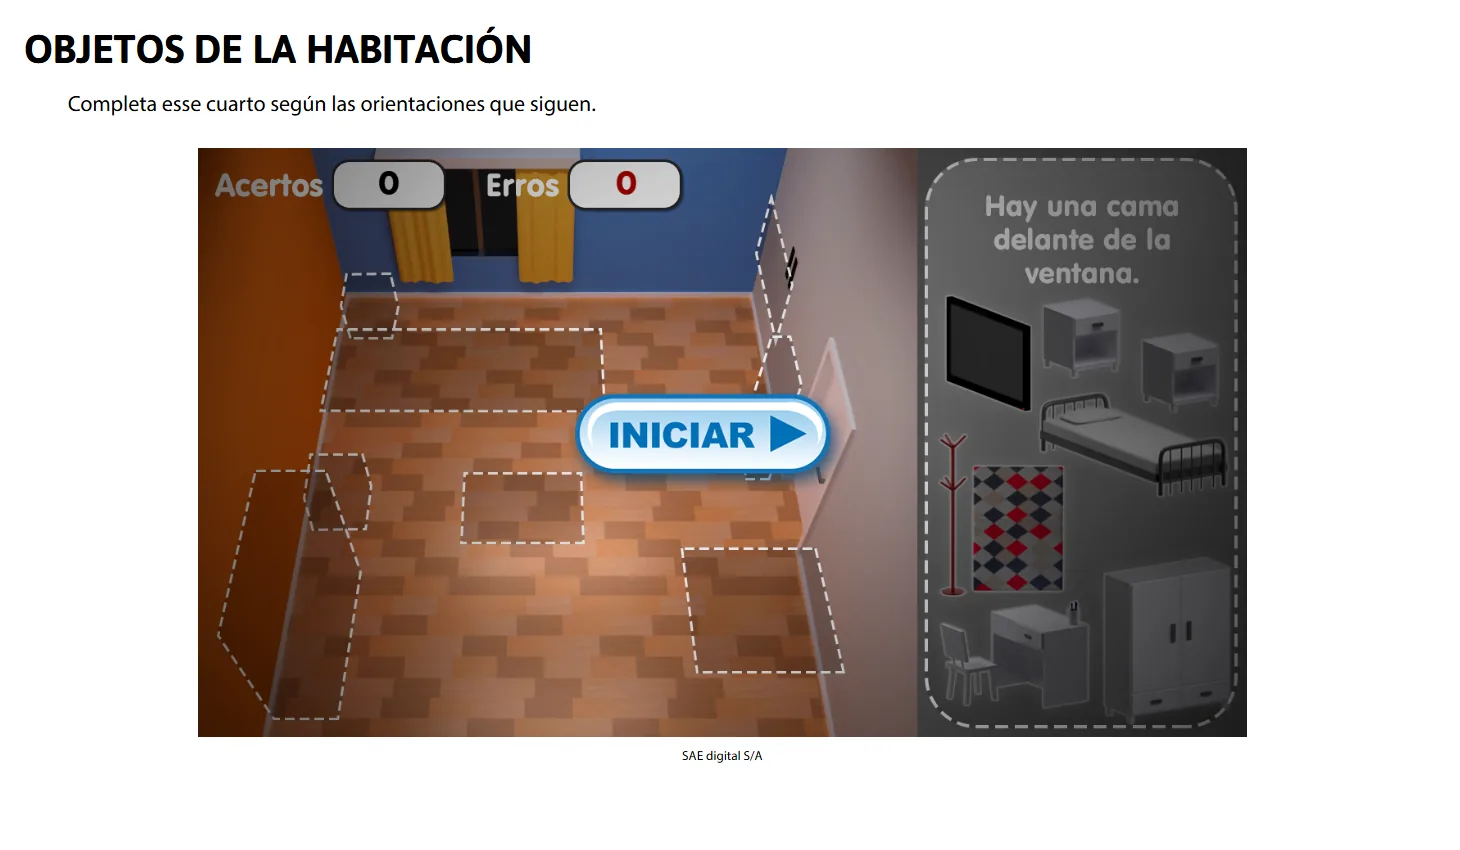 OBJETOS DE LA HABITACIÓN
Completa esse cuarto según las orientaciones que siguen.
Acertos 0 Erros 0
Hay una cama
delante de la
ventana.
INICIAR
SAE digital S/A